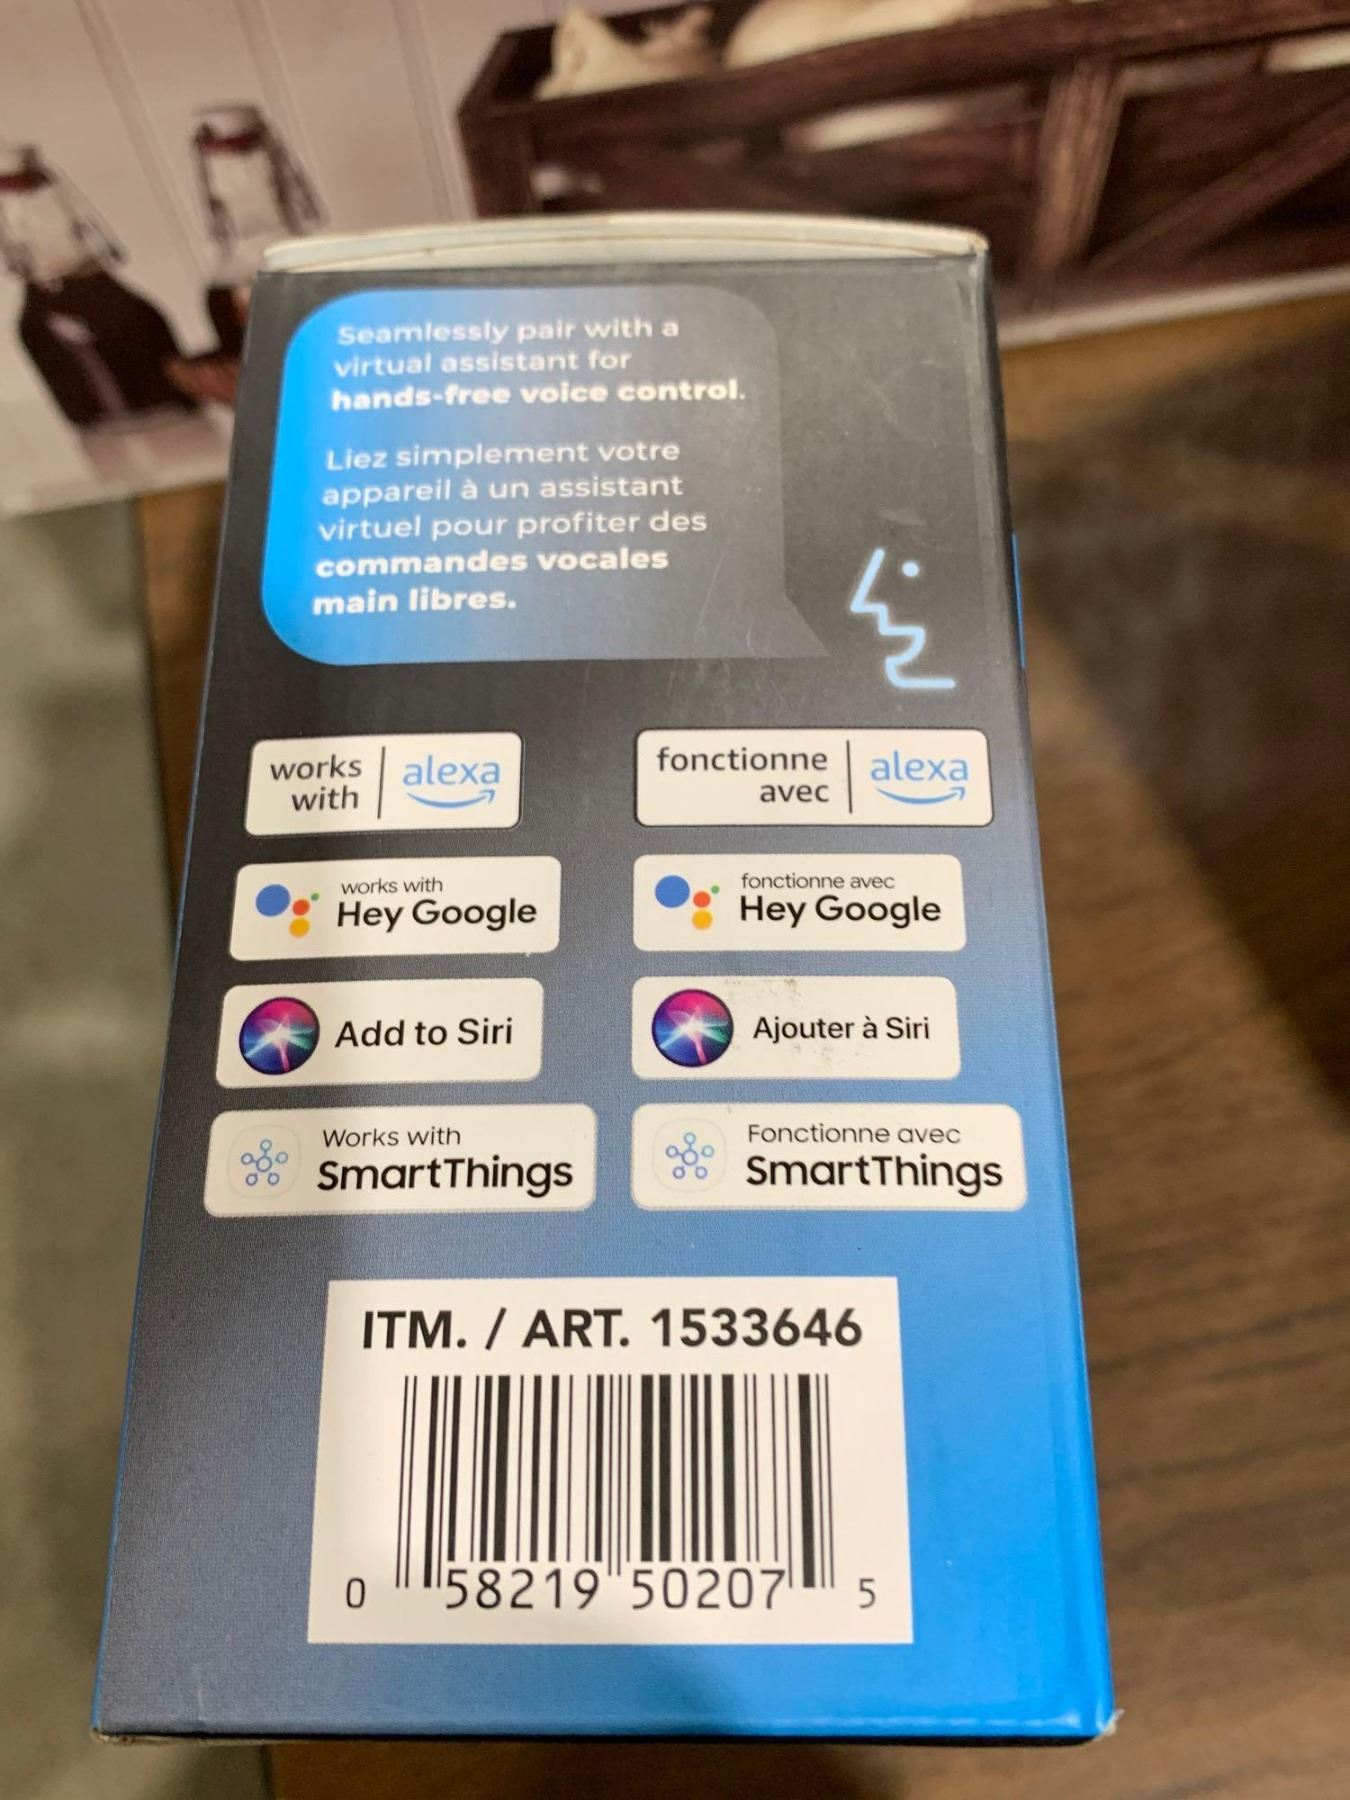 Seamlessly pair with a
virtual assistant for
hands-free voice control.
Liez simplement votre
appareil à un assistant
virtuel pour profiter des
commandes vocales
main libres.
works with | alexa
fonctionne avec | alexa
works with
Hey Google
fonctionne avec
Hey Google
Add to Siri
Ajouter à Siri
Works with
SmartThings
Fonctionne avec
SmartThings
ITM. / ART. 1533646
0 58219 50207 5